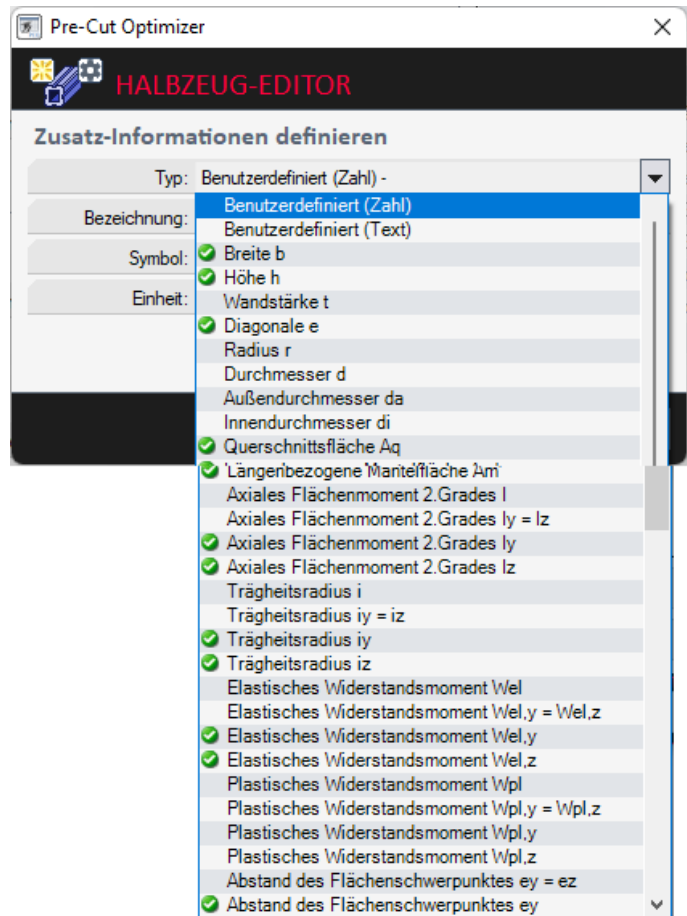 Pre-Cut Optimizer
HALBZEUG-EDITOR
Zusatz-Informationen definieren
Typ: Benutzerdefiniert (Zahl) -
Bezeichnung:
Symbol:
Einheit:
Benutzerdefiniert (Zahl)
Benutzerdefiniert (Text)
Breite b
Höhe h
Wandstärke t
Diagonale e
Radius r
Durchmesser d
Außendurchmesser da
Innendurchmesser di
Querschnittsfläche Aq
Längenbezogene Mantelfläche Am
Axiales Flächenmoment 2.Grades I
Axiales Flächenmoment 2.Grades Iy = Iz
Axiales Flächenmoment 2.Grades Iy
Axiales Flächenmoment 2.Grades Iz
Trägheitsradius i
Trägheitsradius iy = iz
Trägheitsradius iy
Trägheitsradius iz
Elastisches Widerstandsmoment Wel
Elastisches Widerstandsmoment Wel,y = Wel,z
Elastisches Widerstandsmoment Wel,y
Elastisches Widerstandsmoment Wel,z
Plastisches Widerstandsmoment Wpl
Plastisches Widerstandsmoment Wpl,y = Wpl,z
Plastisches Widerstandsmoment Wpl,y
Plastisches Widerstandsmoment Wpl,z
Abstand des Flächenschwerpunktes ey = ez
Abstand des Flächenschwerpunktes ey